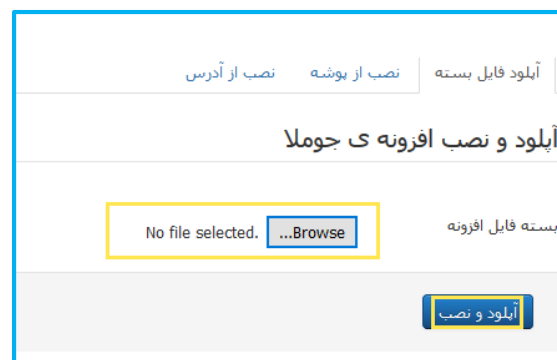 آپلود فایل بسته نصب از پوشه نصب از آدرس
آپلود و نصب افزونه ی جوملا
بسته فایل افزونه Browse... No file selected.
آپلود و نصب